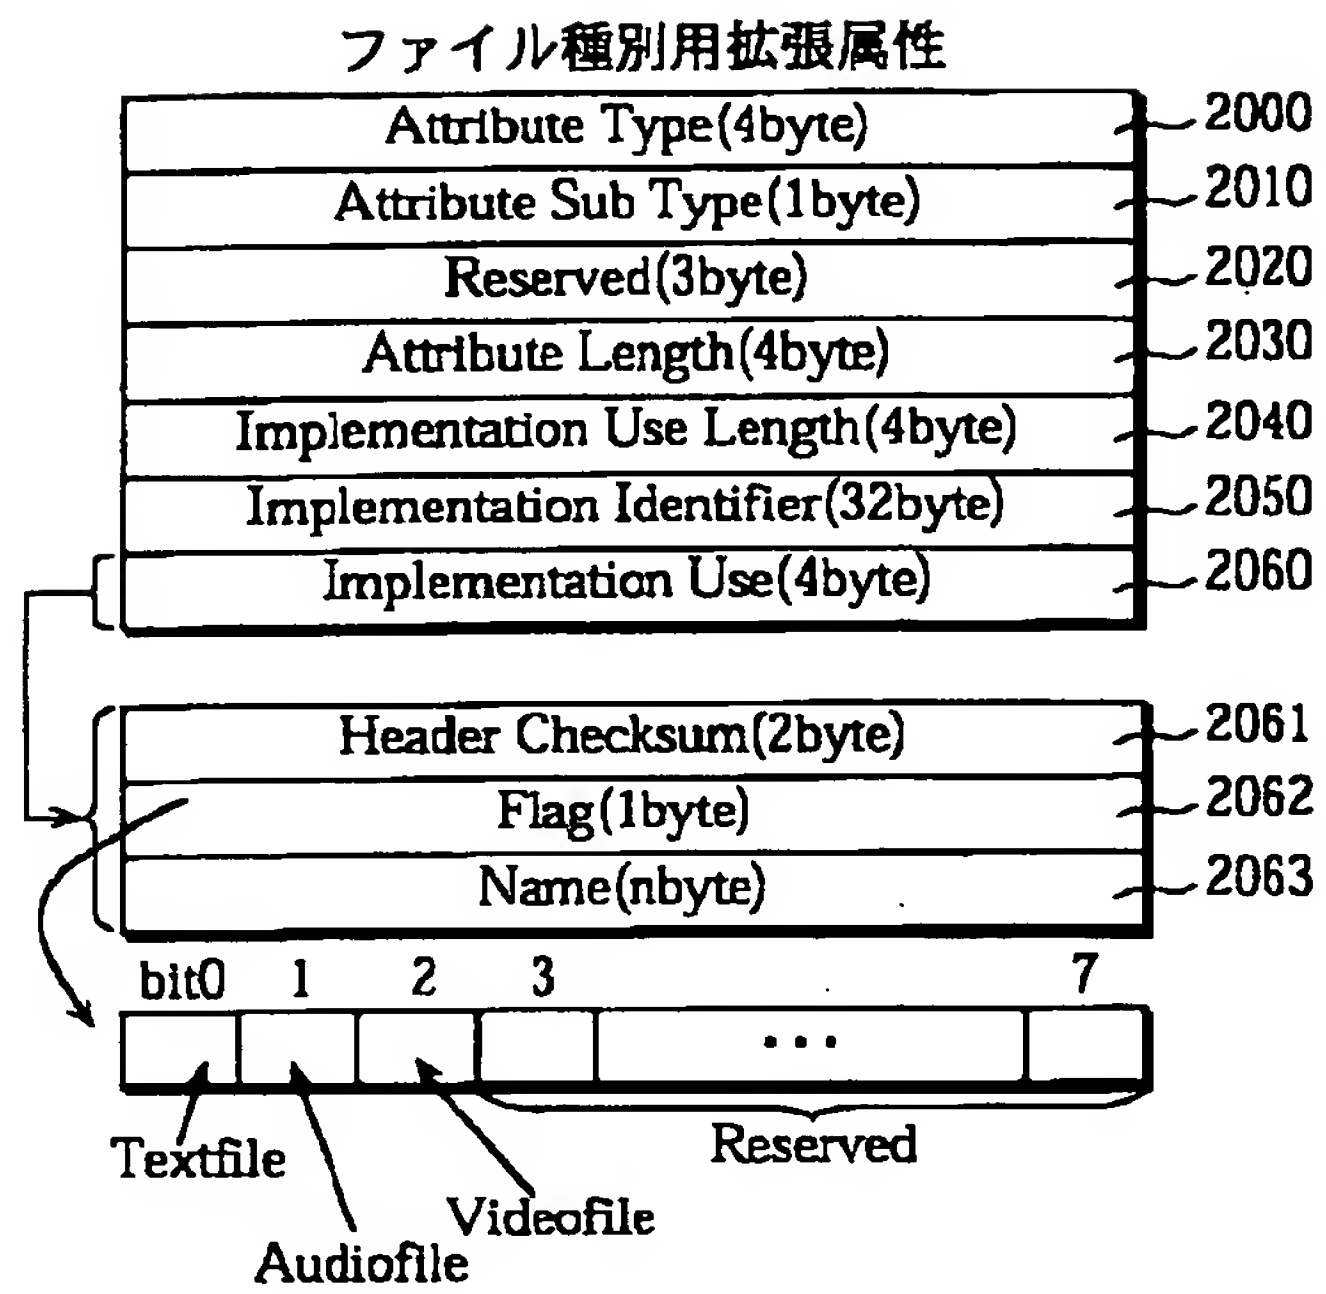 ファイル種別用拡張属性
Attribute Type(4byte) 2000
Attribute Sub Type(1byte) 2010
Reserved(3byte) 2020
Attribute Length(4byte) 2030
Implementation Use Length(4byte) 2040
Implementation Identifier(32byte) 2050
Implementation Use(4byte) 2060
Header Checksum(2byte) 2061
Flag(1byte) 2062
Name(nbyte) 2063
bit0 1 2 3 7
...
Textfile Reserved
Videofile
Audiofile